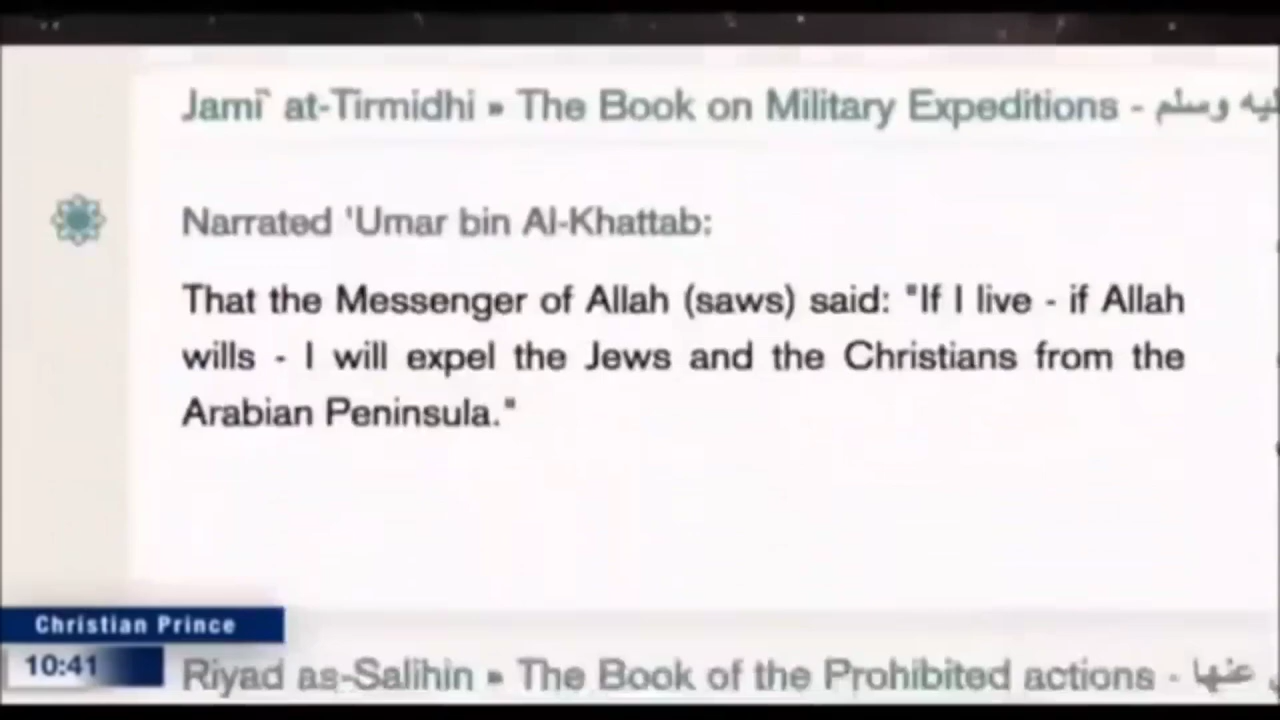 Jami` at-Tirmidhi » The Book on Military Expeditions - ليه وسلم
Narrated 'Umar bin Al-Khattab:
That the Messenger of Allah (saws) said: "If I live - if Allah
wills - I will expel the Jews and the Christians from the
Arabian Peninsula."
Christian Prince
10:41
Riyad as-Salihin » The Book of the Prohibited actions - عنها